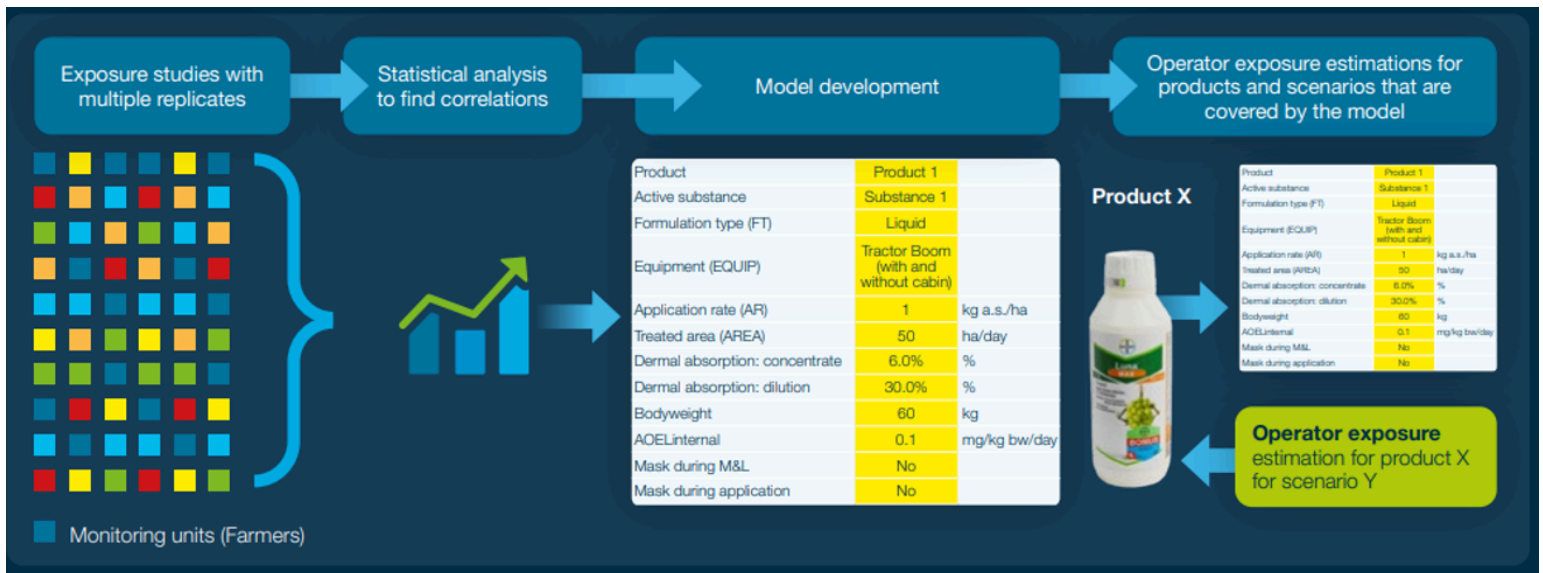 Exposure studies with
multiple replicates
Statistical analysis
to find correlations
Model development
Operator exposure estimations for
products and scenarios that are
covered by the model
Product Product 1
Active substance Substance 1
Formulation type (FT) Liquid
Equipment (EQUIP) Tractor Boom
(with and
without cabin)
Application rate (AR) 1 kg a.s./ha
Treated area (AREA) 50 ha/day
Dermal absorption: concentrate 6.0% %
Dermal absorption: dilution 30.0% %
Bodyweight 60 kg
AOELinternal 0.1 mg/kg bw/day
Mask during M&L No
Mask during application No
Product X
Luna
Product Product 1
Active substance Substance 1
Formulation type (FT) Liquid
Equipment (EQUIP) Tractor Boom
(with and
without cabin)
Application rate (AR) 1 kg a.s./ha
Treated area (AREA) 50 ha/day
Dermal absorption: concentrate 6.0% %
Dermal absorption: dilution 30.0% %
Bodyweight 60 kg
AOELinternal 0.1 mg/kg bw/day
Mask during M&L No
Mask during application No
Operator exposure
estimation for product X
for scenario Y
Monitoring units (Farmers)